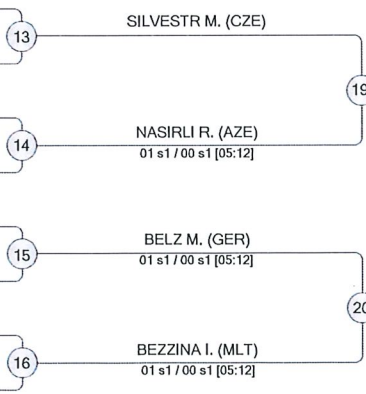 13
SILVESTR M. (CZE)
19
14
NASIRLI R. (AZE)
01 s1 / 00 s1 [05:12]
15
BELZ M. (GER)
01 s1 / 00 s1 [05:12]
20
16
BEZZINA I. (MLT)
01 s1 / 00 s1 [05:12]